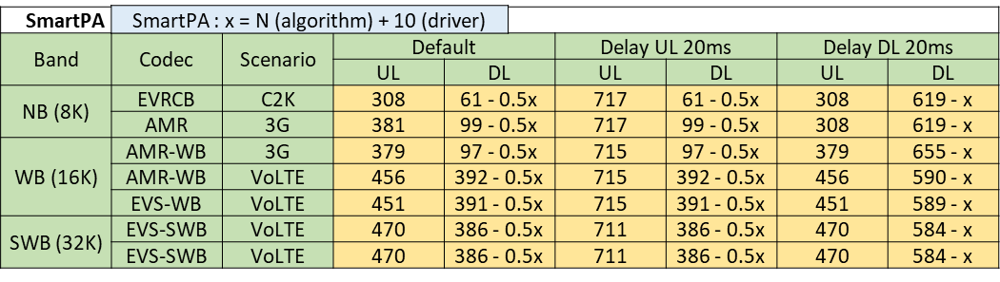 SmartPA SmartPA : x = N (algorithm) + 10 (driver)
Band Codec Scenario Default Delay UL 20ms Delay DL 20ms
UL DL UL DL UL DL
NB (8K) EVRCB C2K 308 61 - 0.5x 717 61 - 0.5x 308 619 - x
AMR 3G 381 99 - 0.5x 717 99 - 0.5x 308 619 - x
WB (16K) AMR-WB 3G 379 97 - 0.5x 715 97 - 0.5x 379 655 - x
AMR-WB VoLTE 456 392 - 0.5x 715 392 - 0.5x 456 590 - x
EVS-WB VoLTE 451 391 - 0.5x 715 391 - 0.5x 451 589 - x
SWB (32K) EVS-SWB VoLTE 470 386 - 0.5x 711 386 - 0.5x 470 584 - x
EVS-SWB VoLTE 470 386 - 0.5x 711 386 - 0.5x 470 584 - x